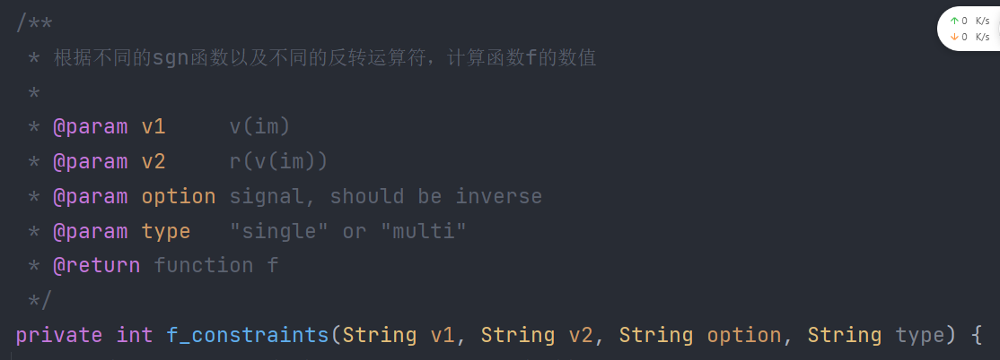 /**
* 根据不同的sgn函数以及不同的反转运算符，计算函数f的数值
*
* @param v1     v(im)
* @param v2     r(v(im))
* @param option signal, should be inverse
* @param type   "single" or "multi"
* @return function f
*/
private int f_constraints(String v1, String v2, String option, String type) {
↑ 0 K/s
↓ 0 K/s